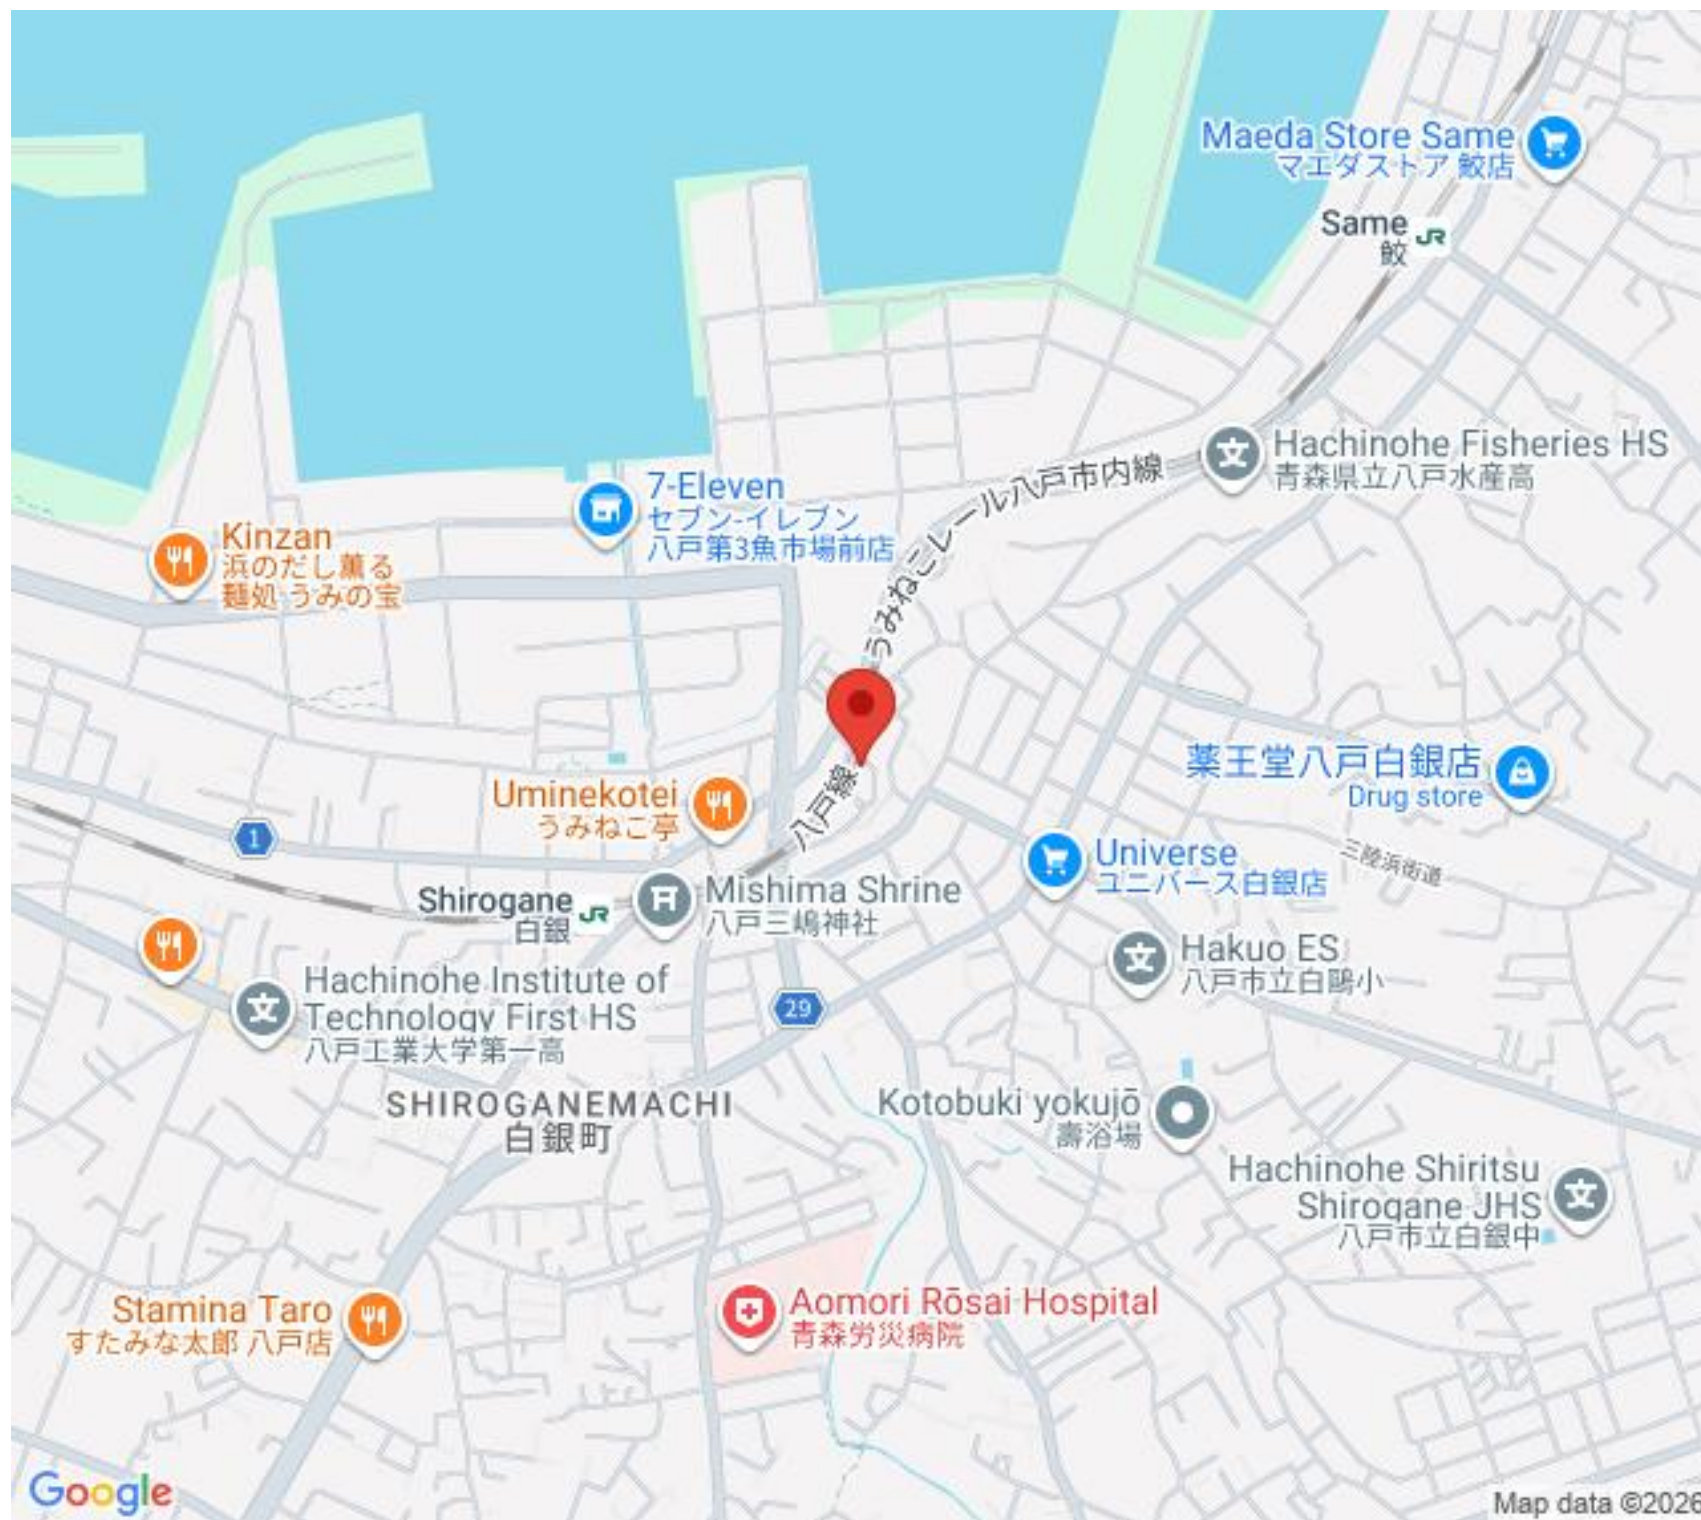 Maeda Store Same
マエダストア 鮫店
Same
鮫
Hachinohe Fisheries HS
青森県立八戸水産高
うみねこレール八戸市内線
7-Eleven
セブン-イレブン
八戸第3魚市場前店
Kinzan
浜のだし薫る
麺処 うみの宝
薬王堂八戸白銀店
Drug store
Uminekotei
うみねこ亭
八戸線
1
Universe
ユニバース白銀店
三陸浜街道
Shirogane
白銀
Mishima Shrine
八戸三嶋神社
Hakuo ES
八戸市立白鷗小
Hachinohe Institute of
Technology First HS
八戸工業大学第一高
29
SHIROGANEMACHI
白銀町
Kotobuki yokujō
壽浴場
Hachinohe Shiritsu
Shirogane JHS
八戸市立白銀中
Stamina Taro
すたみな太郎 八戸店
Aomori Rōsai Hospital
青森労災病院
Google
Map data ©2026